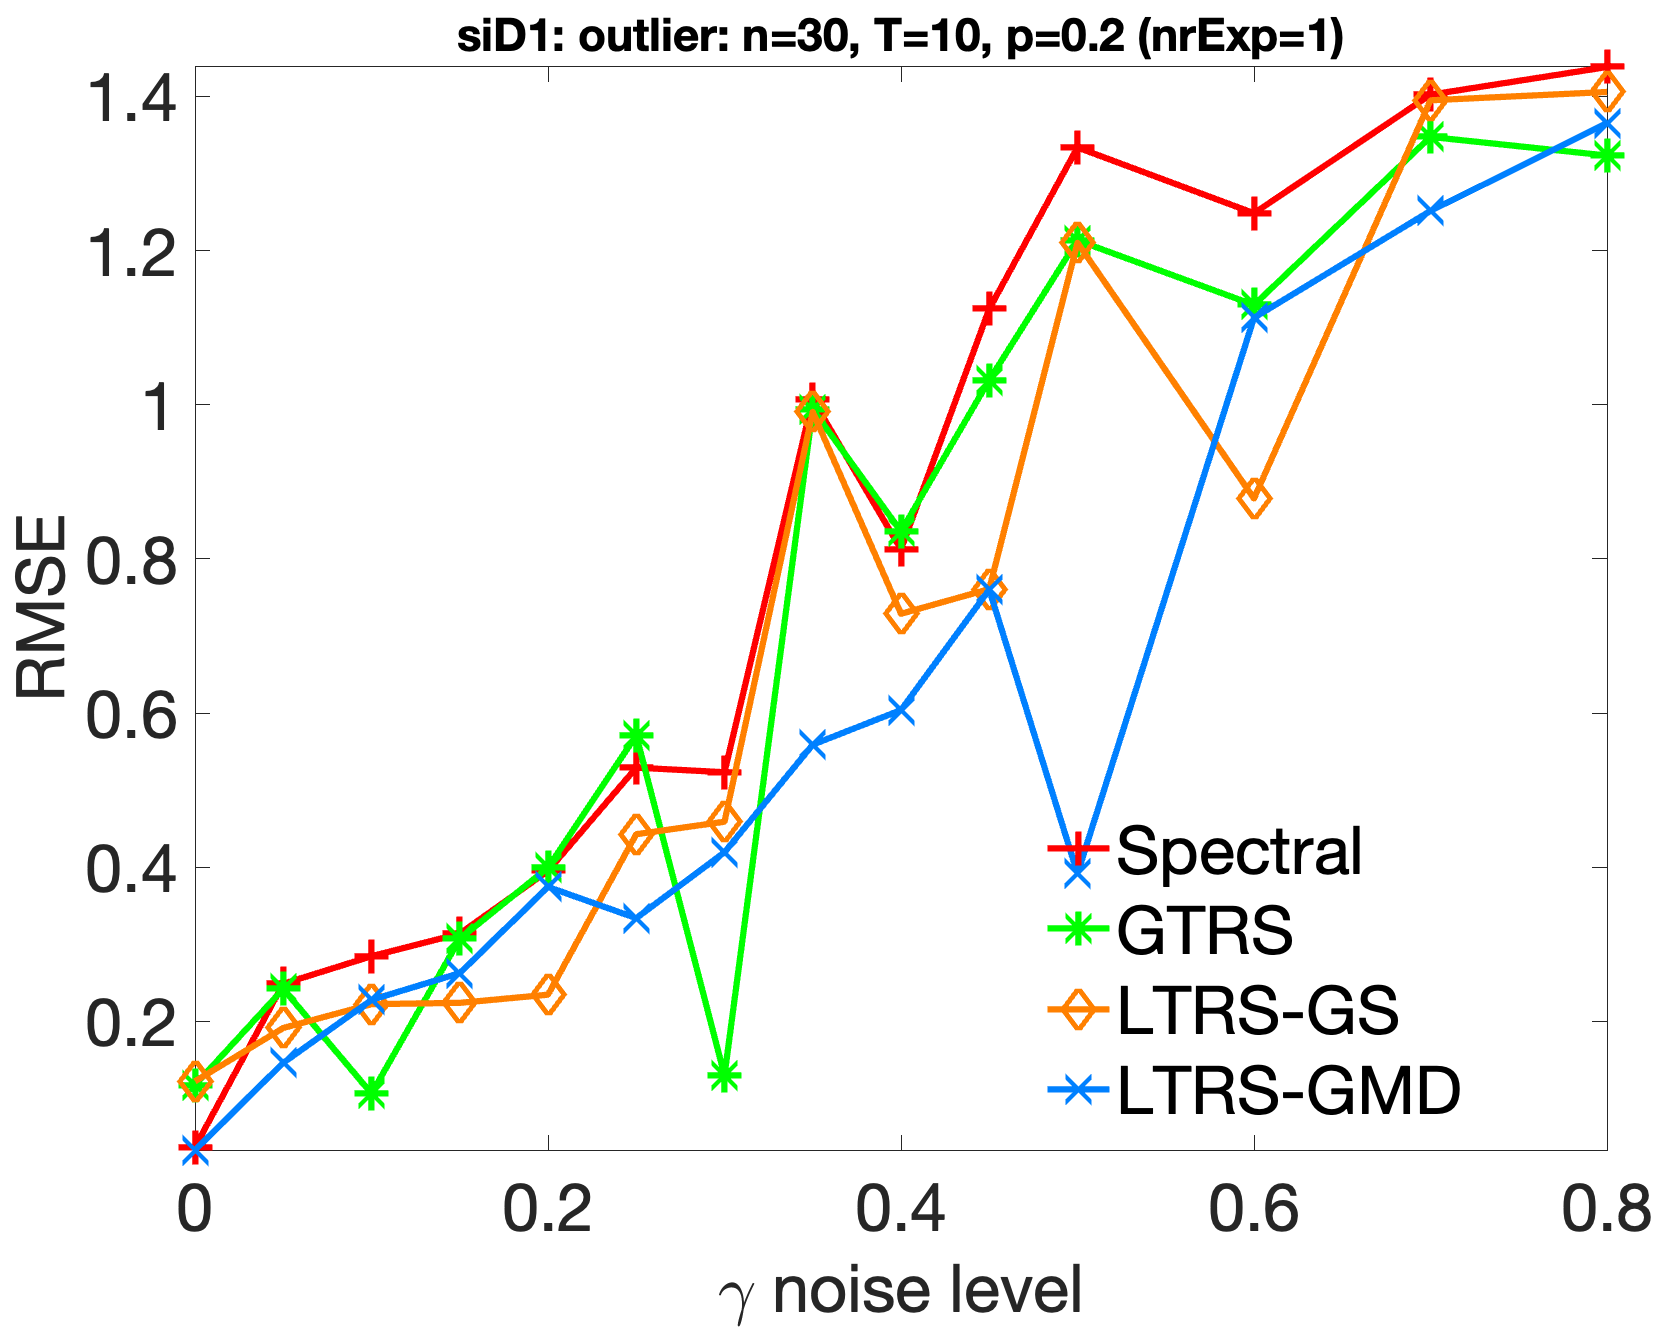 siD1: outlier: n=30, T=10, p=0.2 (nrExp=1)
1.4
1.2
1
0.8
0.6
0.4
0.2
RMSE
Spectral
GTRS
LTRS-GS
LTRS-GMD
0 0.2 0.4 0.6 0.8
γ noise level